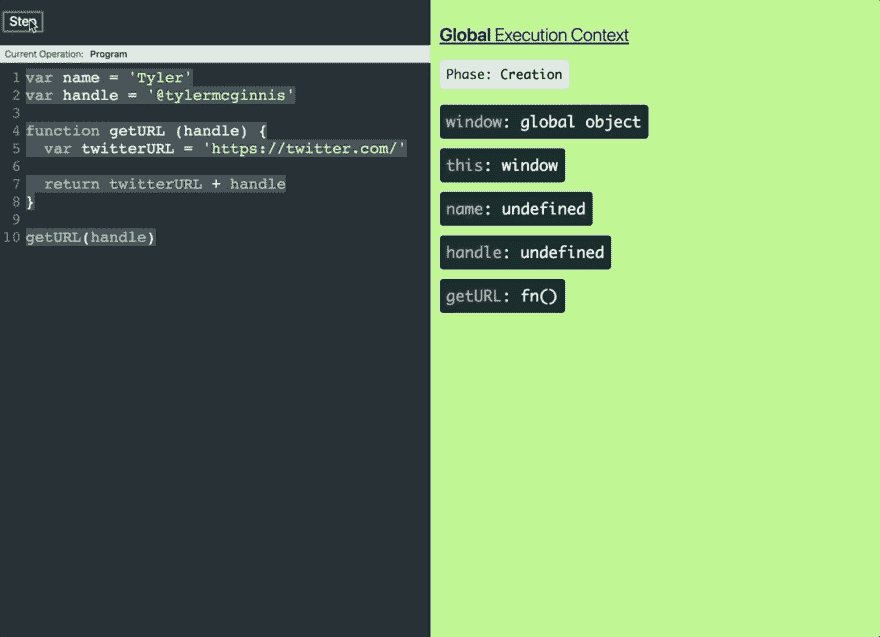 Step
Current Operation: Program
1 var name = 'Tyler'
2 var handle = '@tylermcginnis'
3
4 function getURL (handle) {
5   var twitterURL = 'https://twitter.com/'
6
7   return twitterURL + handle
8 }
9
10 getURL(handle)
Global Execution Context
Phase: Creation
window: global object
this: window
name: undefined
handle: undefined
getURL: fn()